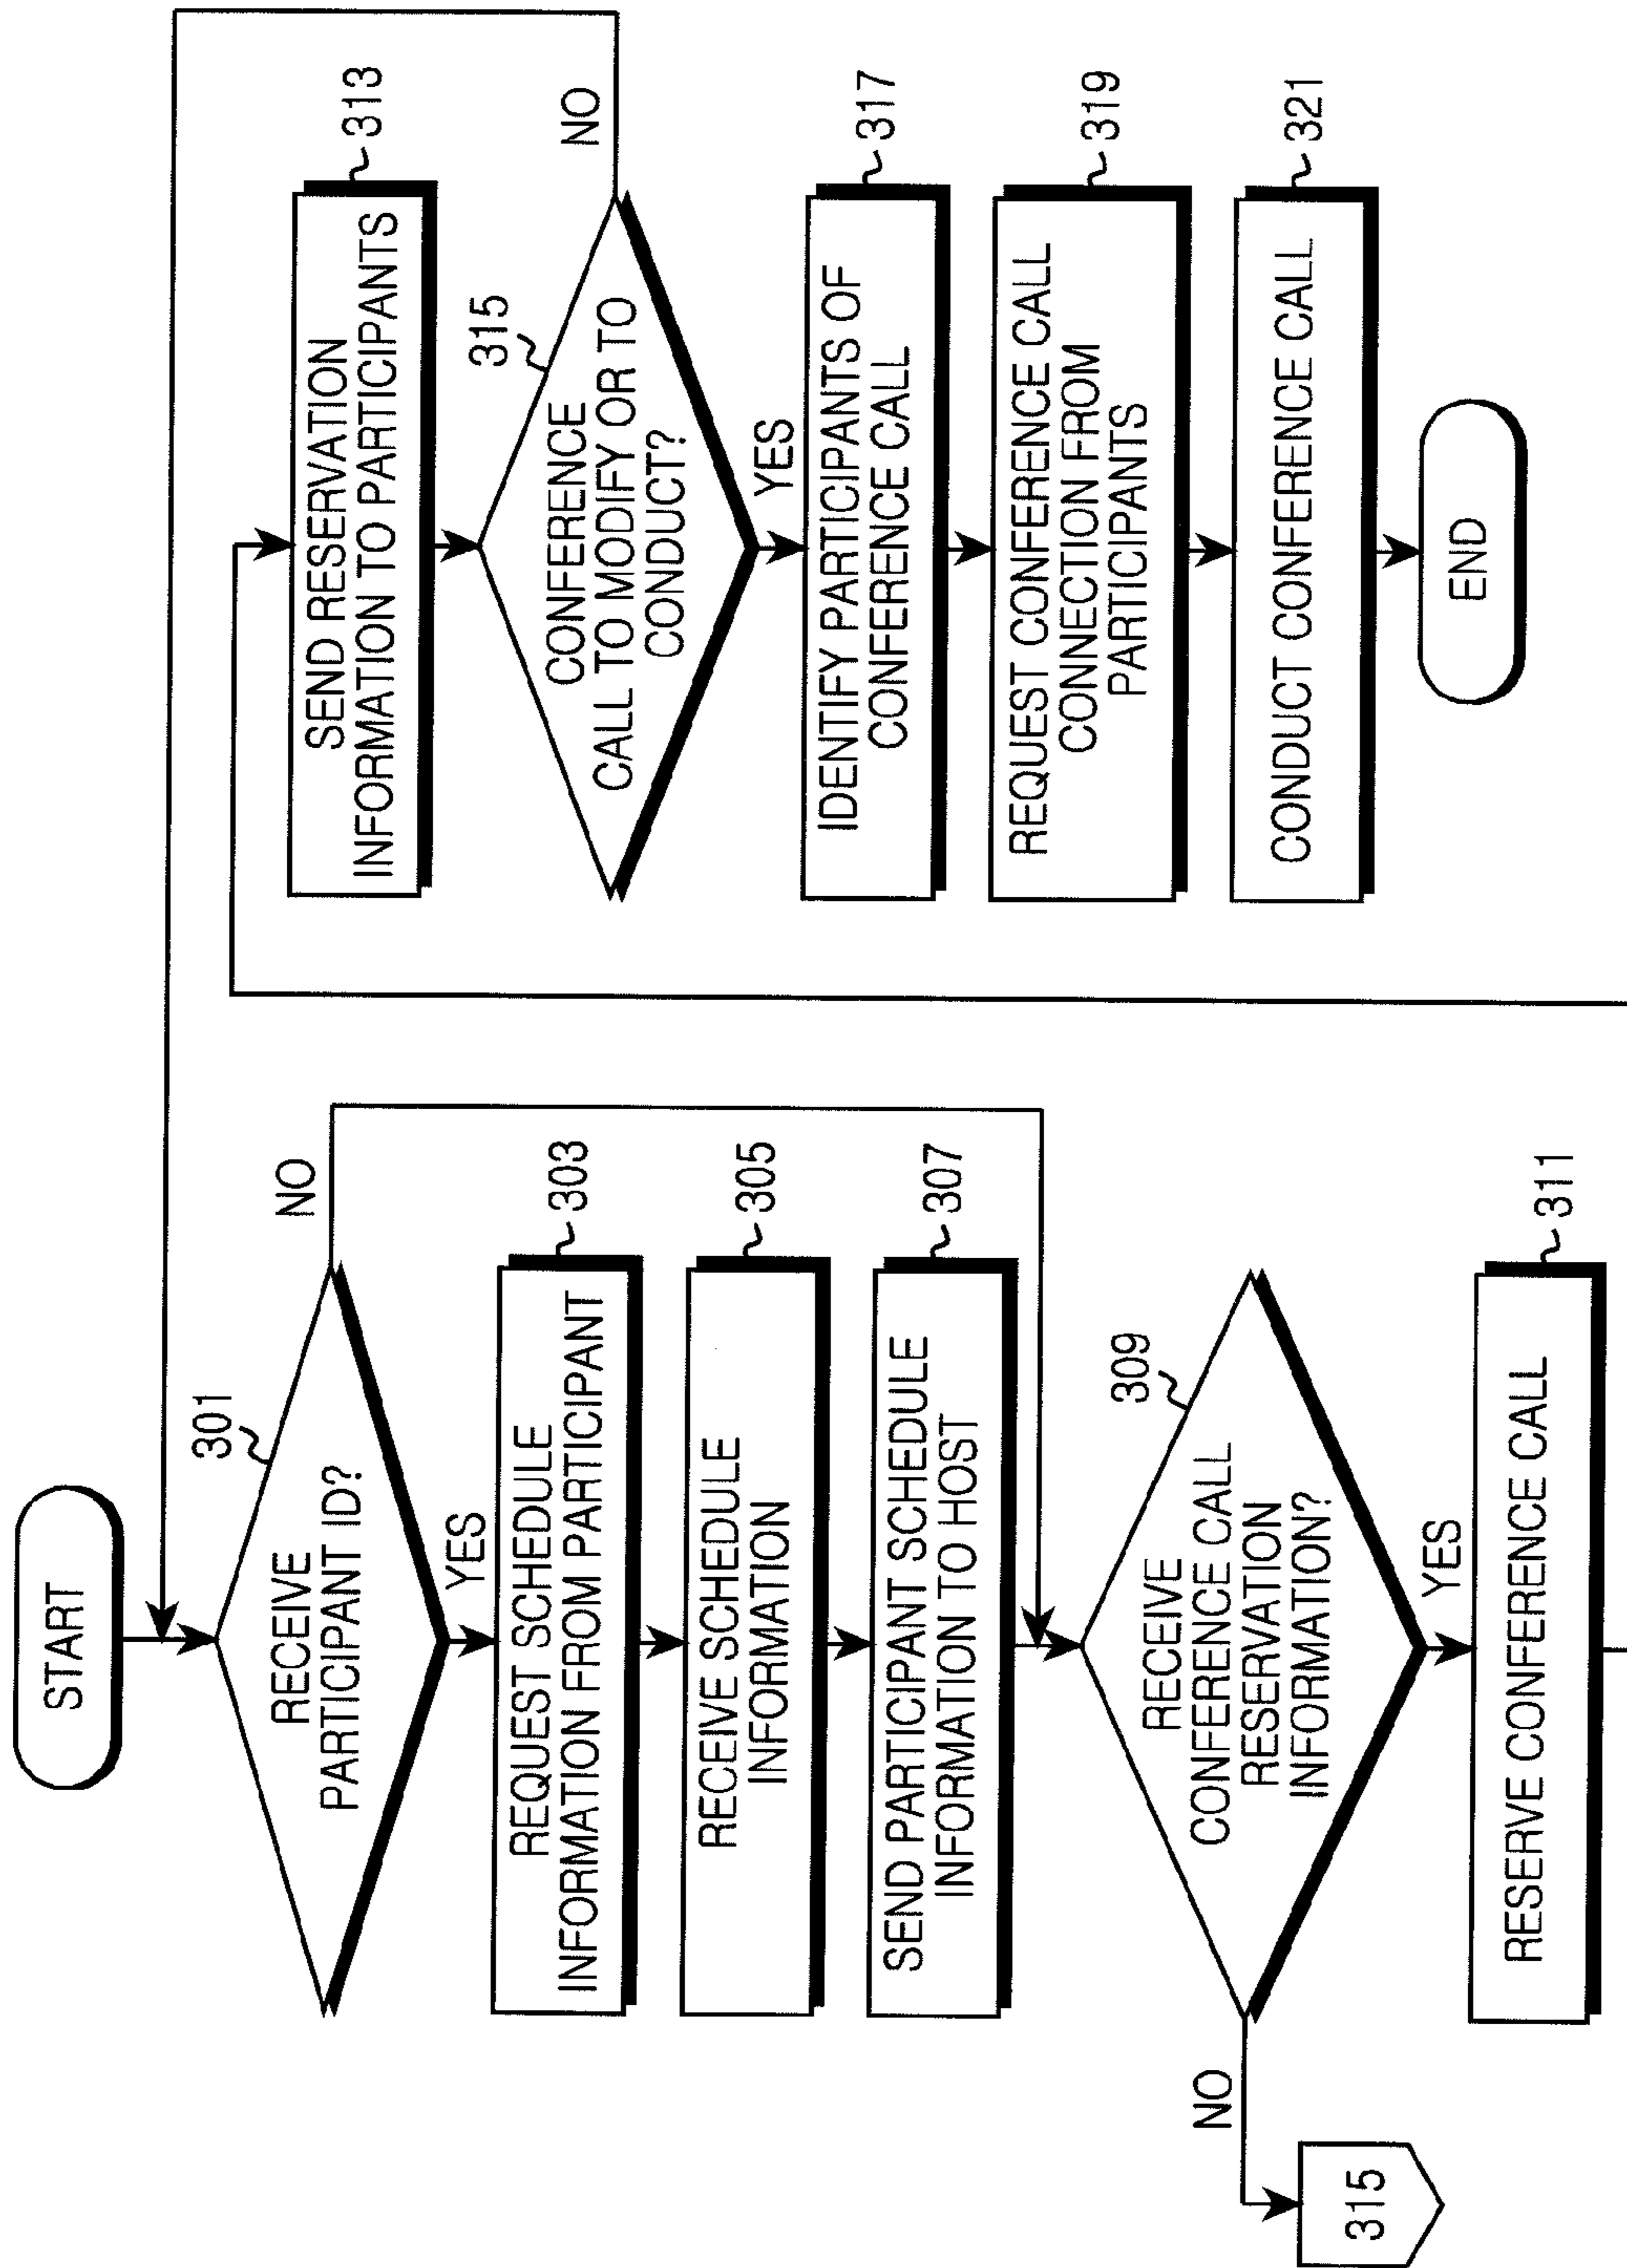 START
301
RECEIVE
PARTICIPANT ID?
NO
YES
REQUEST SCHEDULE
INFORMATION FROM PARTICIPANT
303
RECEIVE SCHEDULE
INFORMATION
305
SEND PARTICIPANT SCHEDULE
INFORMATION TO HOST
307
309
RECEIVE
CONFERENCE CALL
RESERVATION
INFORMATION?
NO
315
YES
RESERVE CONFERENCE CALL
311
SEND RESERVATION
INFORMATION TO PARTICIPANTS
313
315
CONFERENCE
CALL TO MODIFY OR TO
CONDUCT?
NO
YES
IDENTIFY PARTICIPANTS OF
CONFERENCE CALL
317
REQUEST CONFERENCE CALL
CONNECTION FROM
PARTICIPANTS
319
CONDUCT CONFERENCE CALL
321
END